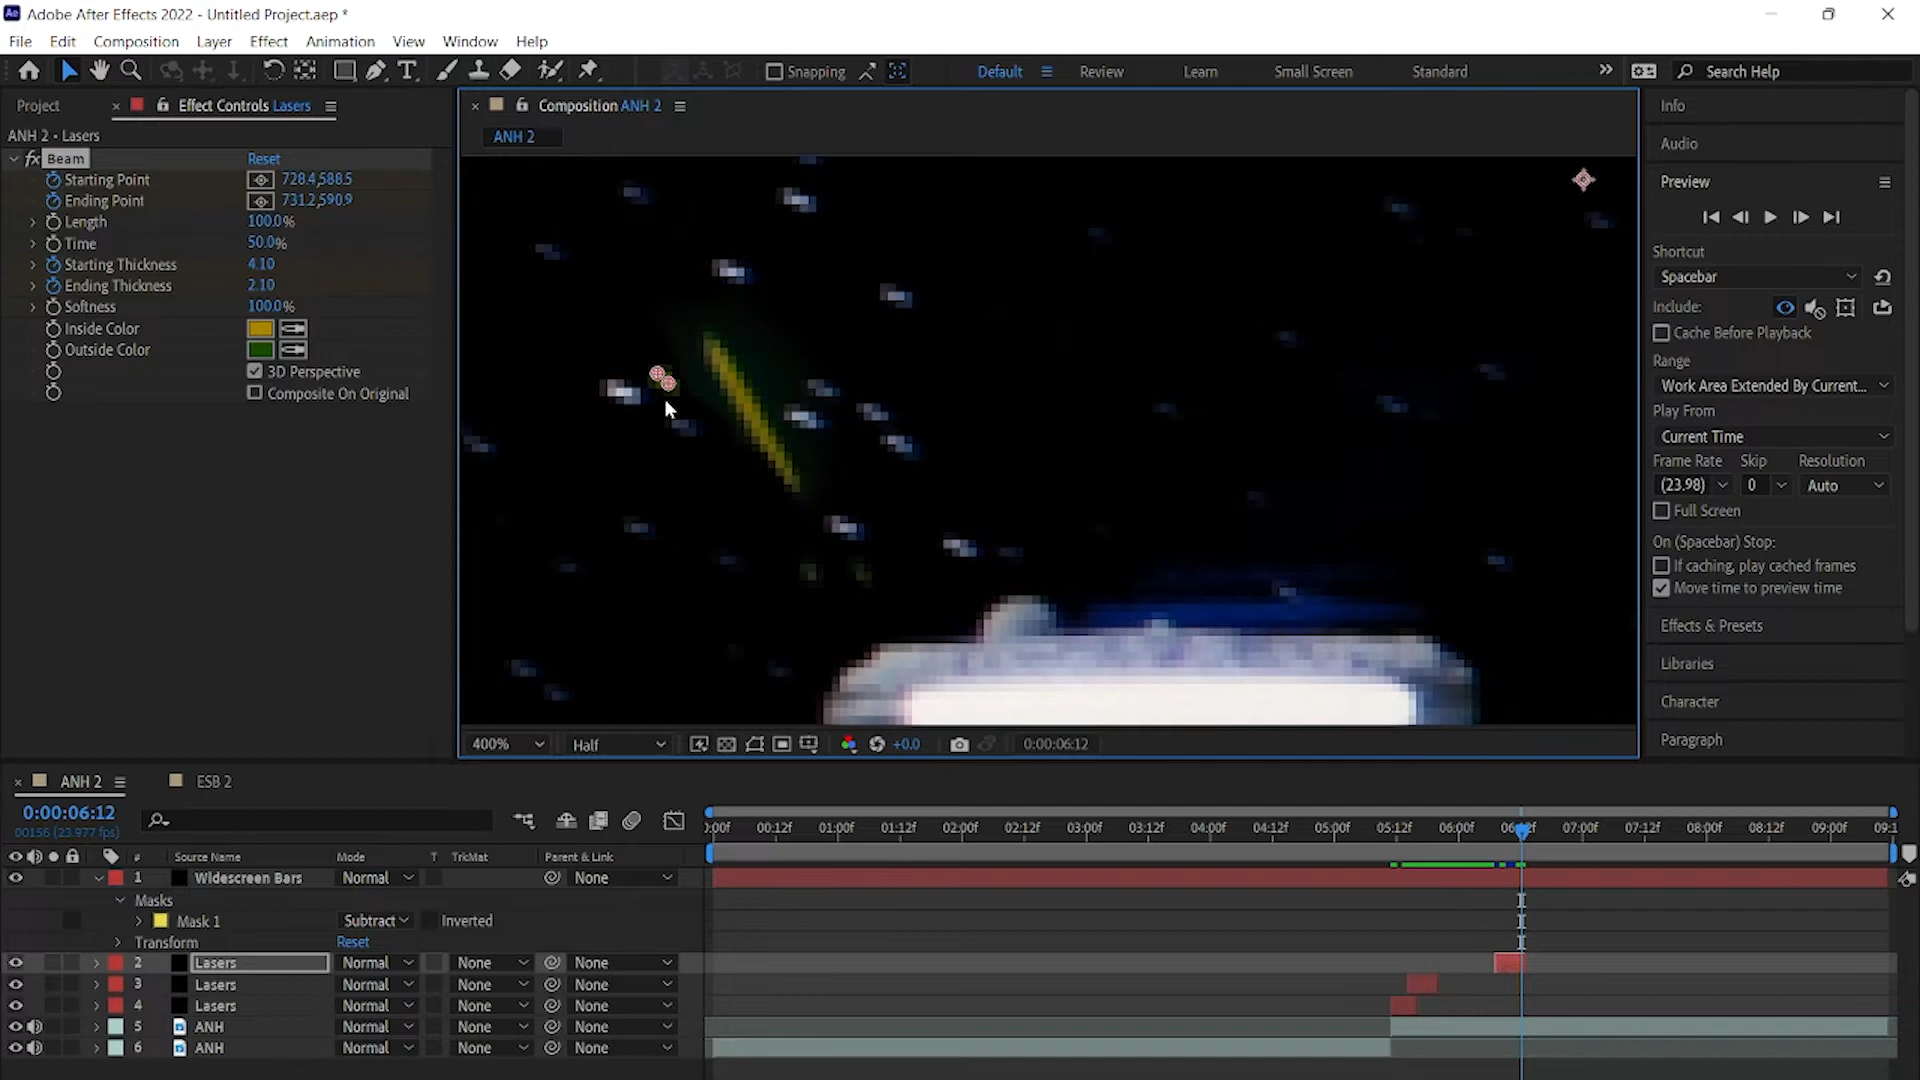 Ae Adobe After Effects 2022 - Untitled Project.aep *
File Edit Composition Layer Effect Animation View Window Help
Snapping Default Review Learn Small Screen Standard Search Help
Project Effect Controls Lasers
Composition ANH 2
ANH 2 • Lasers
ANH 2
fx Beam Reset
Starting Point 728.4,588.5
Ending Point 731.2,590.9
Length 100.0%
Time 50.0%
Starting Thickness 4.10
Ending Thickness 2.10
Softness 100.0%
Inside Color
Outside Color
3D Perspective
Composite On Original
400% Half +0.0 0:00:06:12
Info
Audio
Preview
Shortcut
Spacebar
Include:
Cache Before Playback
Range
Work Area Extended By Current...
Play From
Current Time
Frame Rate Skip Resolution
(23.98) 0 Auto
Full Screen
On (Spacebar) Stop:
If caching, play cached frames
Move time to preview time
Effects & Presets
Libraries
Character
Paragraph
ANH 2 ESB 2
0:00:06:12
00156 (23.977 fps)
00:12f 01:00f 01:12f 02:00f 02:12f 03:00f 03:12f 04:00f 04:12f 05:00f 05:12f 06:00f 07:00f 07:12f 08:00f 08:12f 09:00f
# Source Name Mode T TrkMat Parent & Link
1 Widescreen Bars Normal None
Masks
Mask 1 Subtract Inverted
Transform Reset
2 Lasers Normal None None
3 Lasers Normal None None
4 Lasers Normal None None
5 ANH Normal None None
6 ANH Normal None None